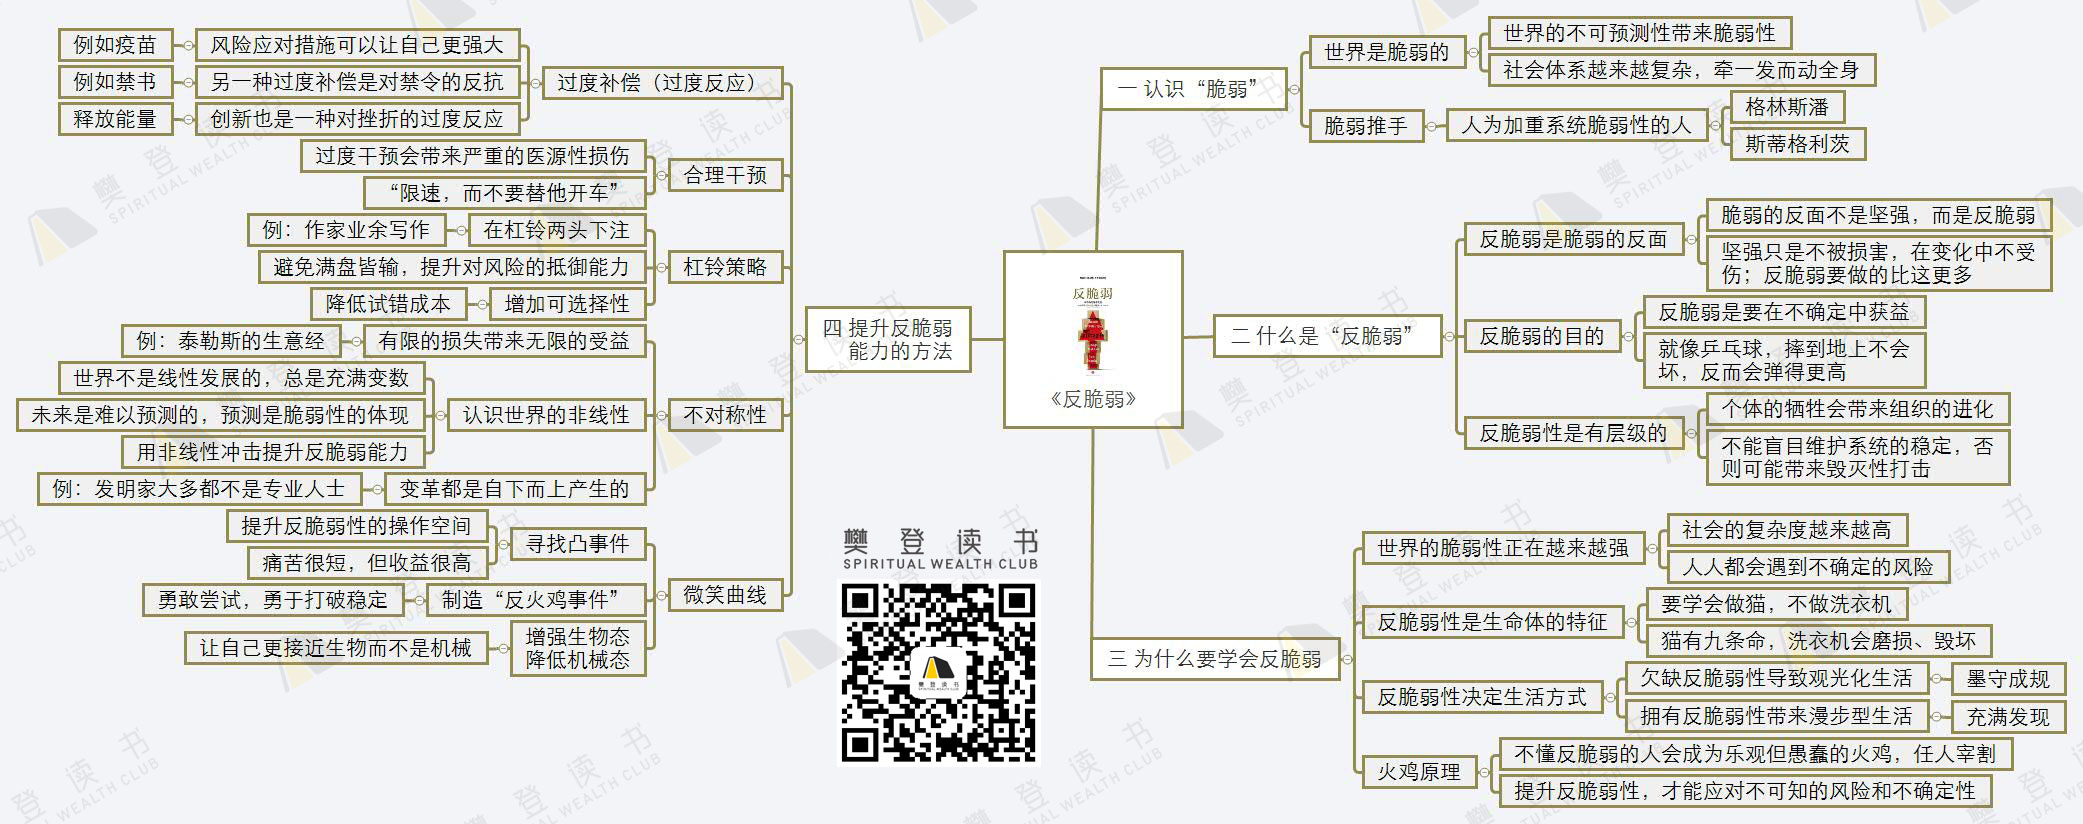 《反脆弱》
反脆弱
一 认识“脆弱”
世界是脆弱的
世界的不可预测性带来脆弱性
社会体系越来越复杂，牵一发而动全身
脆弱推手
人为加重系统脆弱性的人
格林斯潘
斯蒂格利茨
二 什么是“反脆弱”
反脆弱是脆弱的反面
脆弱的反面不是坚强，而是反脆弱
坚强只是不被损害，在变化中不受
伤；反脆弱要做的比这更多
反脆弱的目的
反脆弱是要在不确定中获益
就像乒乓球，摔到地上不会
坏，反而会弹得更高
反脆弱性是有层级的
个体的牺牲会带来组织的进化
不能盲目维护系统的稳定，否
则可能带来毁灭性打击
三 为什么要学会反脆弱
世界的脆弱性正在越来越强
社会的复杂度越来越高
人人都会遇到不确定的风险
反脆弱性是生命体的特征
要学会做猫，不做洗衣机
猫有九条命，洗衣机会磨损、毁坏
反脆弱性决定生活方式
欠缺反脆弱性导致观光化生活
墨守成规
拥有反脆弱性带来漫步型生活
充满发现
火鸡原理
不懂反脆弱的人会成为乐观但愚蠢的火鸡，任人宰割
提升反脆弱性，才能应对不可知的风险和不确定性
四 提升反脆弱
能力的方法
过度补偿（过度反应）
风险应对措施可以让自己更强大
例如疫苗
另一种过度补偿是对禁令的反抗
例如禁书
创新也是一种对挫折的过度反应
释放能量
合理干预
过度干预会带来严重的医源性损伤
“限速，而不要替他开车”
杠铃策略
在杠铃两头下注
例：作家业余写作
避免满盘皆输，提升对风险的抵御能力
增加可选择性
降低试错成本
不对称性
有限的损失带来无限的受益
例：泰勒斯的生意经
认识世界的非线性
世界不是线性发展的，总是充满变数
未来是难以预测的，预测是脆弱性的体现
用非线性冲击提升反脆弱能力
变革都是自下而上产生的
例：发明家大多都不是专业人士
微笑曲线
寻找凸事件
提升反脆弱性的操作空间
痛苦很短，但收益很高
制造“反火鸡事件”
勇敢尝试，勇于打破稳定
增强生物态
降低机械态
让自己更接近生物而不是机械
樊登读书
SPIRITUAL WEALTH CLUB
樊登读书